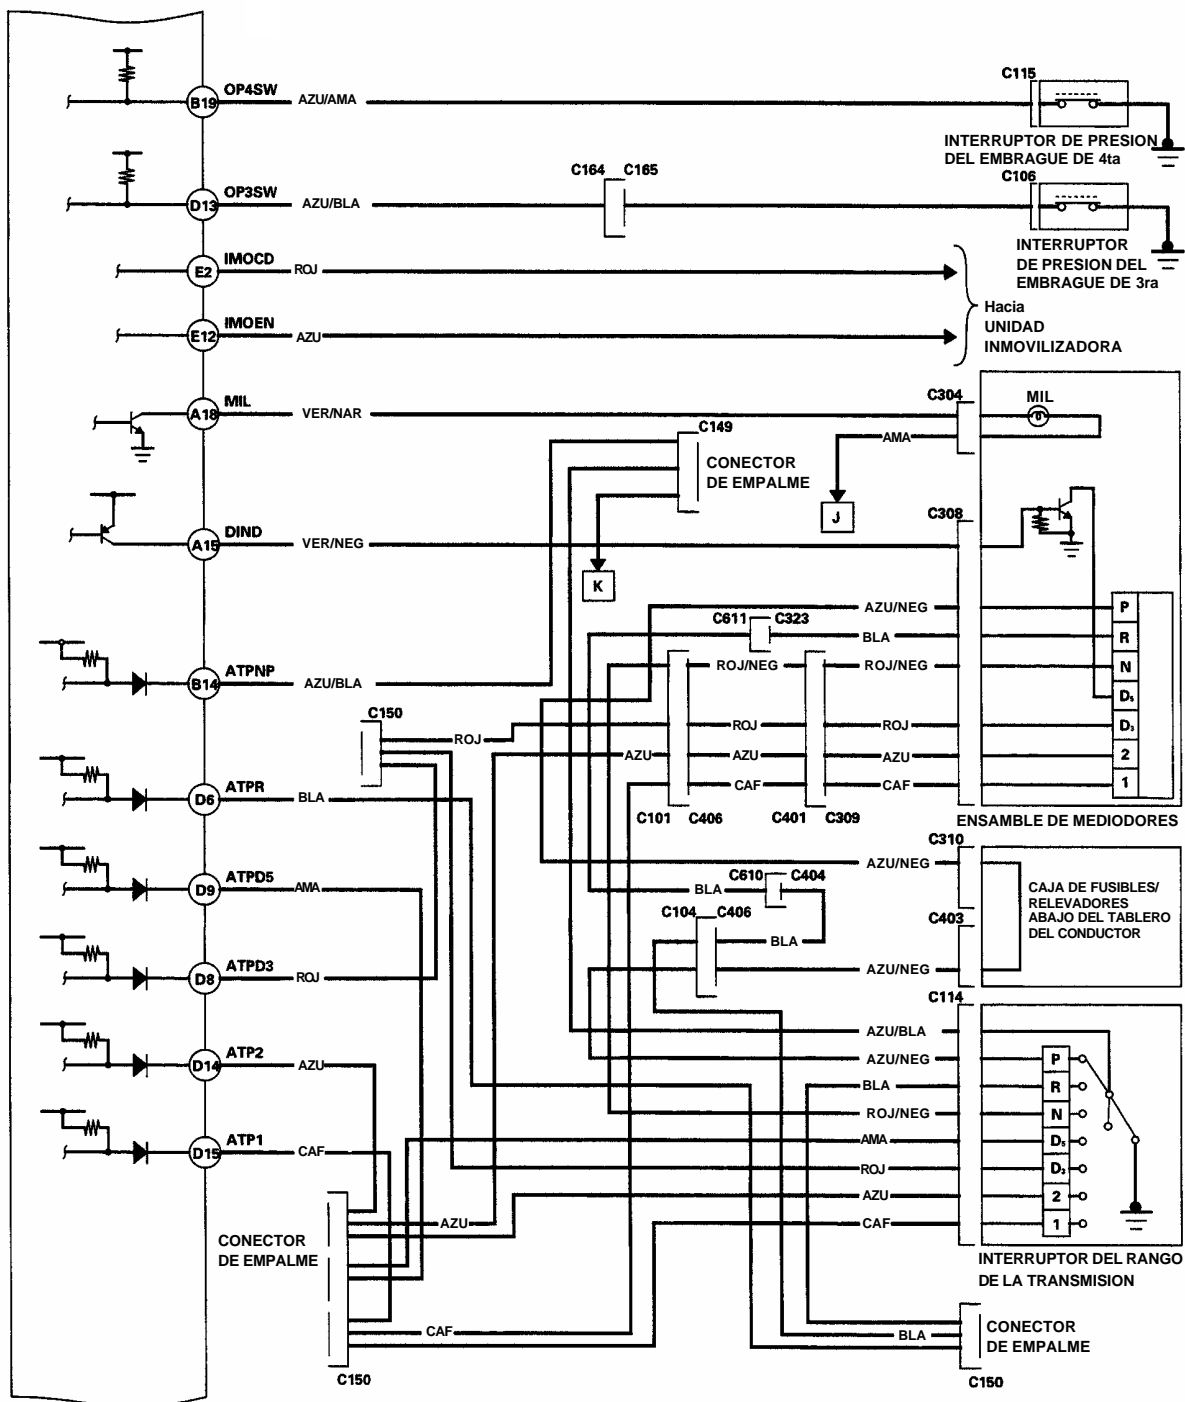 C115
OP4SW
B19
AZU/AMA
INTERRUPTOR DE PRESION
DEL EMBRAGUE DE 4ta
C164 C165
C106
OP3SW
D13
AZU/BLA
INTERRUPTOR
DE PRESION DEL
EMBRAGUE DE 3ra
IMOCD
E2
ROJ
Hacia
UNIDAD
INMOVILIZADORA
IMOEN
E12
AZU
MIL
A18
VER/NAR
C304
MIL
AMA
C149
CONECTOR
DE EMPALME
J
K
C308
DIND
A15
VER/NEG
AZU/NEG
P
C611 C323
BLA
R
ROJ/NEG
ROJ/NEG
N
D₅
ATPNP
B14
AZU/BLA
C150
ROJ
ROJ
ROJ
D₃
AZU
AZU
AZU
2
CAF
CAF
1
C101 C406
C401 C309
ENSAMBLE DE MEDIODORES
ATPR
D6
BLA
C310
AZU/NEG
CAJA DE FUSIBLES/
RELEVADORES
ABAJO DEL TABLERO
DEL CONDUCTOR
C610 C404
BLA
ATPD5
D9
AMA
C104 C406
C403
BLA
AZU/NEG
ATPD3
D8
ROJ
C114
AZU/BLA
AZU/NEG
P
BLA
R
ROJ/NEG
N
AMA
D₅
ROJ
D₃
AZU
2
CAF
1
INTERRUPTOR DEL RANGO
DE LA TRANSMISION
ATP2
D14
AZU
ATP1
D15
CAF
CONECTOR
DE EMPALME
AZU
CAF
C150
BLA
CONECTOR
DE EMPALME
C150